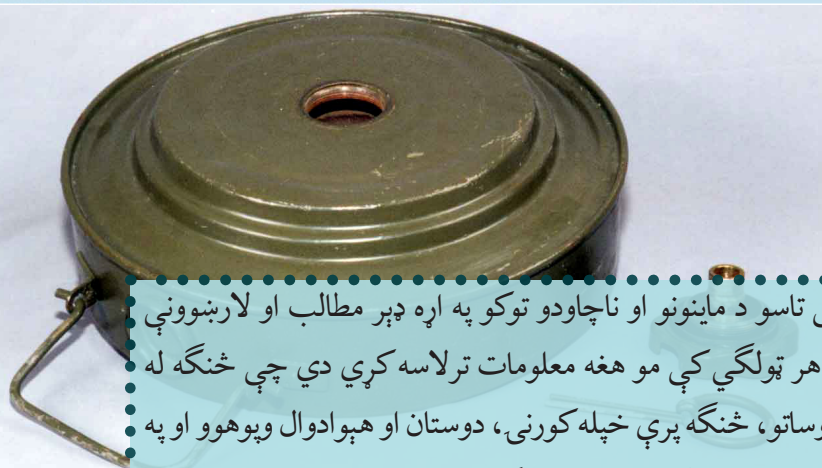 تاسو د ماینونو او ناچاودو توکو په اړه ډېر مطالب او لارښوونې
هر ټولګي کې مو هغه معلومات ترلاسه کړي دي چې څنګه له
وساتو، څنګه پرې خپله کورنۍ، دوستان او هېوادوال وپوهوو او په